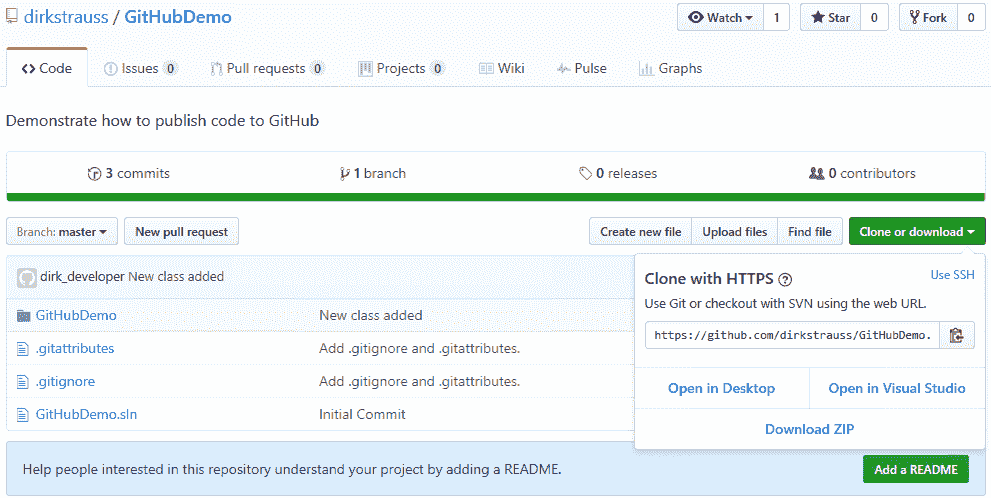 dirkstrauss / GitHubDemo
Watch 1 Star 0 Fork 0
Code Issues 0 Pull requests 0 Projects 0 Wiki Pulse Graphs
Demonstrate how to publish code to GitHub
3 commits 1 branch 0 releases 0 contributors
Branch: master New pull request Create new file Upload files Find file Clone or download
dirk_developer New class added
GitHubDemo New class added
.gitattributes Add .gitignore and .gitattributes.
.gitignore Add .gitignore and .gitattributes.
GitHubDemo.sln Initial Commit
Clone with HTTPS ? Use SSH
Use Git or checkout with SVN using the web URL.
https://github.com/dirkstrauss/GitHubDemo.
Open in Desktop Open in Visual Studio
Download ZIP
Help people interested in this repository understand your project by adding a README. Add a README